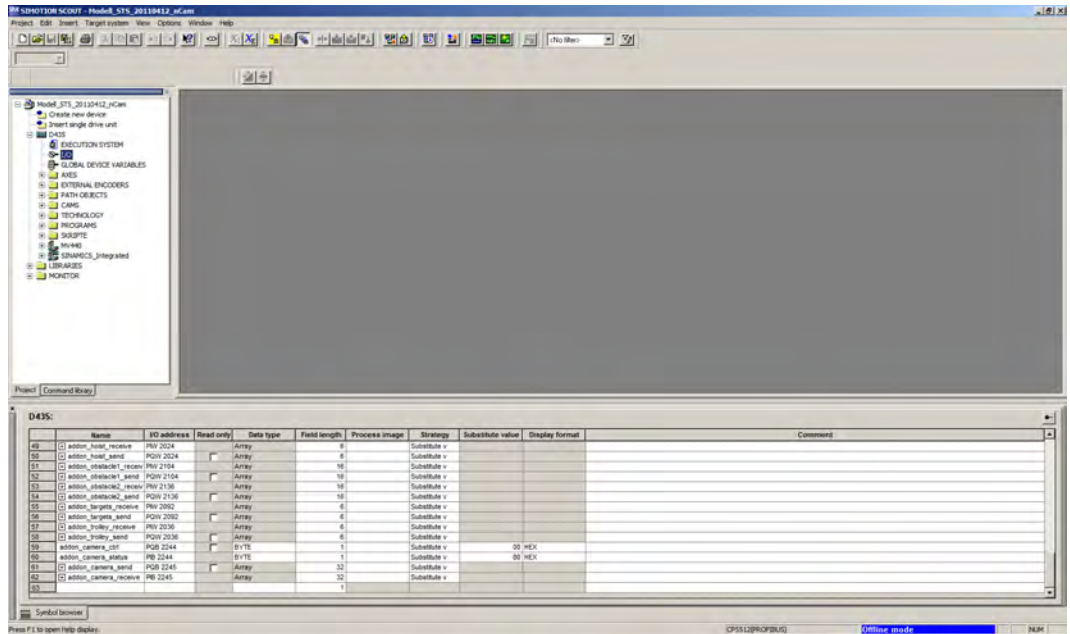 SIMOTION SCOUT - Modell_STS_20110412_nCam
Project Edit Insert Target system View Options Window Help
<No filter>
Modell_STS_20110412_nCam
Create new device
Insert single drive unit
D435
EXECUTION SYSTEM
I/O
GLOBAL DEVICE VARIABLES
AXES
EXTERNAL ENCODERS
PATH OBJECTS
CAMS
TECHNOLOGY
PROGRAMS
SKRIPTE
MV440
SINAMICS_Integrated
LIBRARIES
MONITOR
Project Command library
D435:
Name I/O address Read only Data type Field length Process image Strategy Substitute value Display format Comment
49 addon_hoist_receive PIW 2024 Array 6 Substitute v
50 addon_hoist_send PQW 2024 Array 6 Substitute v
51 addon_obstacle1_receiv PIW 2104 Array 16 Substitute v
52 addon_obstacle1_send PQW 2104 Array 16 Substitute v
53 addon_obstacle2_receiv PIW 2136 Array 16 Substitute v
54 addon_obstacle2_send PQW 2136 Array 16 Substitute v
55 addon_targets_receive PIW 2092 Array 6 Substitute v
56 addon_targets_send PQW 2092 Array 6 Substitute v
57 addon_trolley_receive PIW 2036 Array 6 Substitute v
58 addon_trolley_send PQW 2036 Array 6 Substitute v
59 addon_camera_ctrl PQB 2244 BYTE 1 Substitute v 00 HEX
60 addon_camera_status PIB 2244 BYTE 1 Substitute v 00 HEX
61 addon_camera_send PQB 2245 Array 32 Substitute v
62 addon_camera_receive PIB 2245 Array 32 Substitute v
63 1
Symbol browser
Press F1 to open Help display. CP5512(PROFIBUS) Offline mode NUM